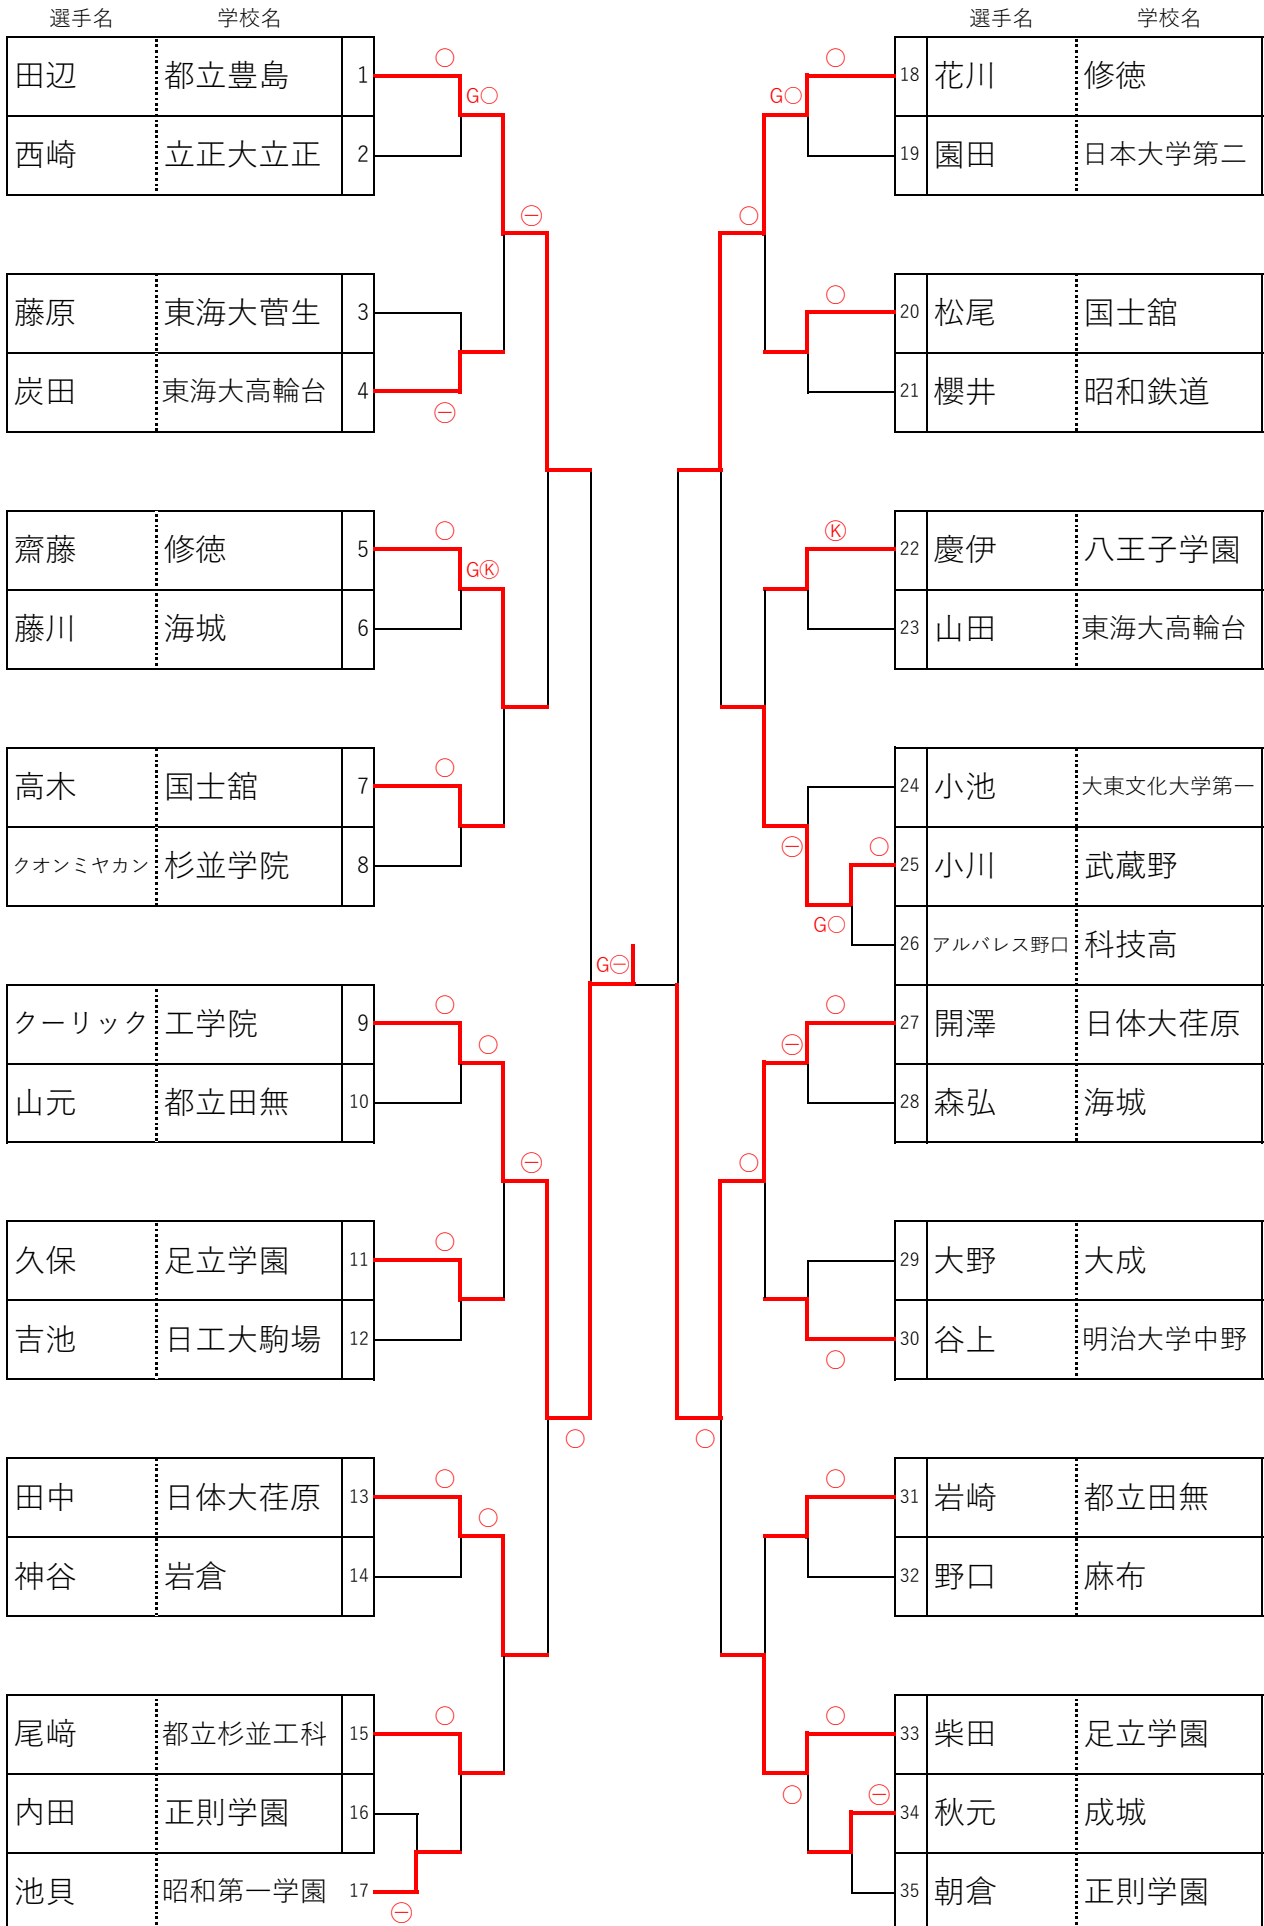 選手名 学校名 選手名 学校名
○ ○
田辺 都立豊島 1 18 花川 修徳
G○ G○
西崎 立正大立正 2 19 園田 日本大学第二
㊀ ○
○
藤原 東海大菅生 3 20 松尾 国士舘
炭田 東海大高輪台 4 21 櫻井 昭和鉄道
㊀
○ Ⓚ
齋藤 修徳 5 22 慶伊 八王子学園
GⓀ
藤川 海城 6 23 山田 東海大高輪台
○
高木 国士舘 7 24 小池 大東文化大学第一
㊀ ○
クオンミヤカン 杉並学院 8 25 小川 武蔵野
G○
26 アルバレス野口 科技高
G㊀
○ ○
クーリック 工学院 9 27 開澤 日体大荏原
○ ㊀
山元 都立田無 10 28 森弘 海城
㊀ ○
○
久保 足立学園 11 29 大野 大成
吉池 日工大駒場 12 30 谷上 明治大学中野
○
○ ○
○ ○
田中 日体大荏原 13 31 岩崎 都立田無
○
神谷 岩倉 14 32 野口 麻布
○ ○
尾﨑 都立杉並工科 15 33 柴田 足立学園
○ ㊀
内田 正則学園 16 34 秋元 成城
池貝 昭和第一学園 17 35 朝倉 正則学園
㊀